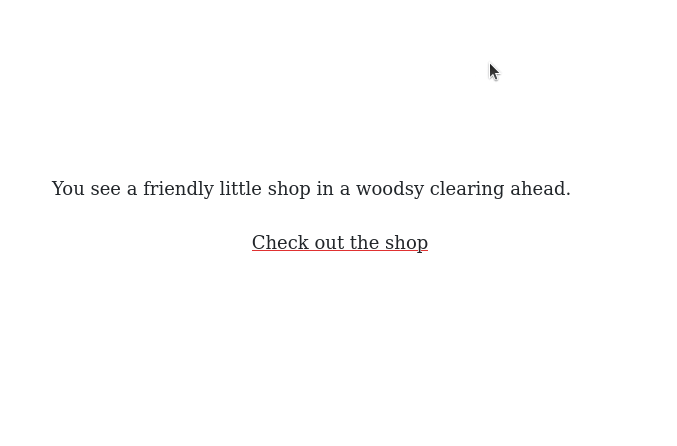 You see a friendly little shop in a woodsy clearing ahead.
Check out the shop